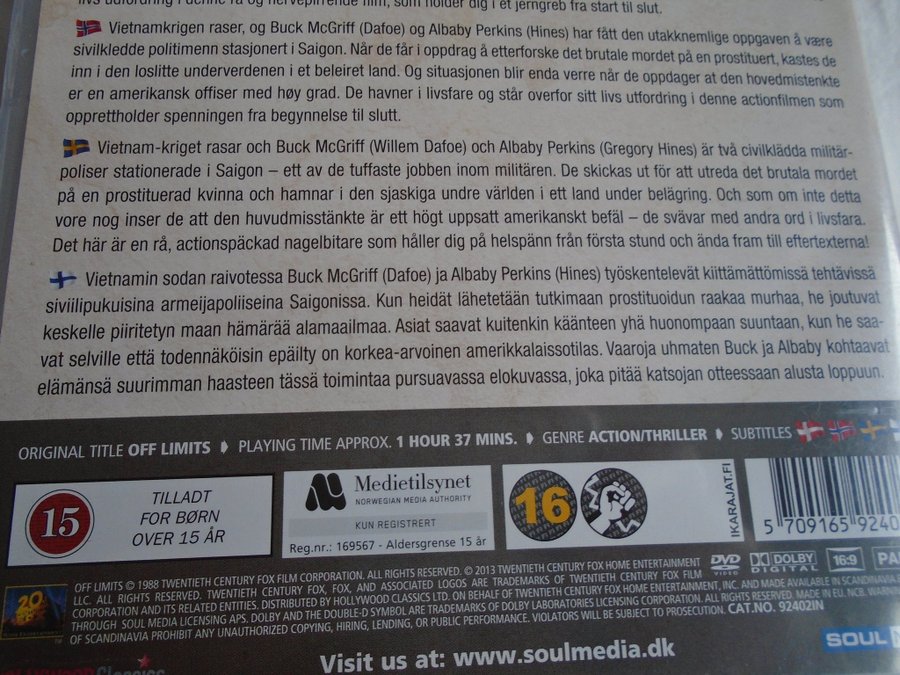 livs udfordring i denne rå og nervepirrende film, som holder dig i et jerngreb fra start til slut.
Vietnamkrigen raser, og Buck McGriff (Dafoe) og Albaby Perkins (Hines) har fått den utakknemlige oppgaven å være
sivilkledde politimenn stasjonert i Saigon. Når de får i oppdrag å etterforske det brutale mordet på en prostituert, kastes de
inn i den loslitte underverdenen i et beleiret land. Og situasjonen blir enda verre når de oppdager at den hovedmistenkte
er en amerikansk offiser med høy grad. De havner i livsfare og står overfor sitt livs utfordring i denne actionfilmen som
opprettholder spenningen fra begynnelse til slutt.
Vietnam-kriget rasar och Buck McGriff (Willem Dafoe) och Albaby Perkins (Gregory Hines) är två civilklädda militär-
poliser stationerade i Saigon – ett av de tuffaste jobben inom militären. De skickas ut för att utreda det brutala mordet
på en prostituerad kvinna och hamnar i den sjaskiga undre världen i ett land under belägring. Och som om inte detta
vore nog inser de att den huvudmisstänkte är ett högt uppsatt amerikanskt befäl – de svävar med andra ord i livsfara.
Det här är en rå, actionspäckad nagelbitare som håller dig på helspänn från första stund och ända fram till eftertexterna!
Vietnamin sodan raivotessa Buck McGriff (Dafoe) ja Albaby Perkins (Hines) työskentelevät kiittämättömissä tehtävissä
siviilipukuisina armeijapoliiseina Saigonissa. Kun heidät lähetetään tutkimaan prostituoidun raakaa murhaa, he joutuvat
keskelle piiritetyn maan hämärää alamaailmaa. Asiat saavat kuitenkin käänteen yhä huonompaan suuntaan, kun he saa-
vat selville että todennäköisin epäilty on korkea-arvoinen amerikkalaissotilas. Vaaroja uhmaten Buck ja Albaby kohtaavat
elämänsä suurimman haasteen tässä toimintaa pursuavassa elokuvassa, joka pitää katsojan otteessaan alusta loppuun.
ORIGINAL TITLE OFF LIMITS PLAYING TIME APPROX. 1 HOUR 37 MINS. GENRE ACTION/THRILLER SUBTITLES
15
TILLADT
FOR BØRN
OVER 15 ÅR
Medietilsynet
NORWEGIAN MEDIA AUTHORITY
KUN REGISTRERT
Reg.nr.: 169567 - Aldersgrense 15 år
16
IKARAJAT.FI
5 709165 9240
OFF LIMITS © 1988 TWENTIETH CENTURY FOX FILM CORPORATION. ALL RIGHTS RESERVED. © 2013 TWENTIETH CENTURY FOX HOME ENTERTAINMENT
LLC. ALL RIGHTS RESERVED. TWENTIETH CENTURY FOX, FOX, AND ASSOCIATED LOGOS ARE TRADEMARKS OF TWENTIETH CENTURY FOX FILM
CORPORATION AND ITS RELATED ENTITIES. DISTRIBUTED BY HOLLYWOOD CLASSICS LTD. ON BEHALF OF TWENTIETH CENTURY FOX HOME ENTERTAINMENT, INC. AND MADE AVAILABLE IN SCANDINAVIA
THROUGH SOUL MEDIA LICENSING APS. DOLBY AND THE DOUBLE-D SYMBOL ARE TRADEMARKS OF DOLBY LABORATORIES LICENSING CORPORATION. ALL RIGHTS RESERVED. MADE IN EU. NCB. WARNING
OF SCANDINAVIA PROHIBIT ANY UNAUTHORIZED COPYING, HIRING, LENDING, OR PUBLIC PERFORMANCE. VIOLATORS WILL BE SUBJECT TO PROSECUTION. CAT.NO. 92402IN
DVD
VIDEO
DOLBY
DIGITAL
16:9
PA
20
SOUL
Visit us at: www.soulmedia.dk